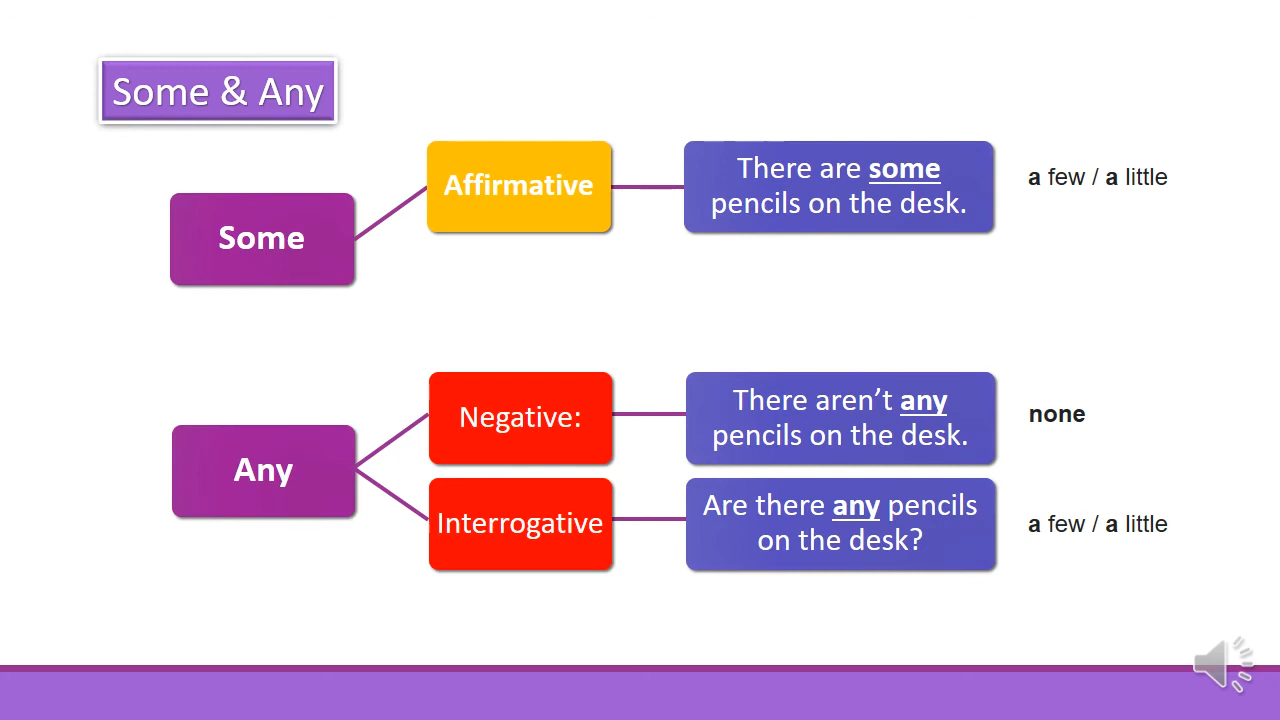 Some & Any
Some
Affirmative
There are some
pencils on the desk.
a few / a little
Any
Negative:
There aren’t any
pencils on the desk.
none
Interrogative
Are there any pencils
on the desk?
a few / a little